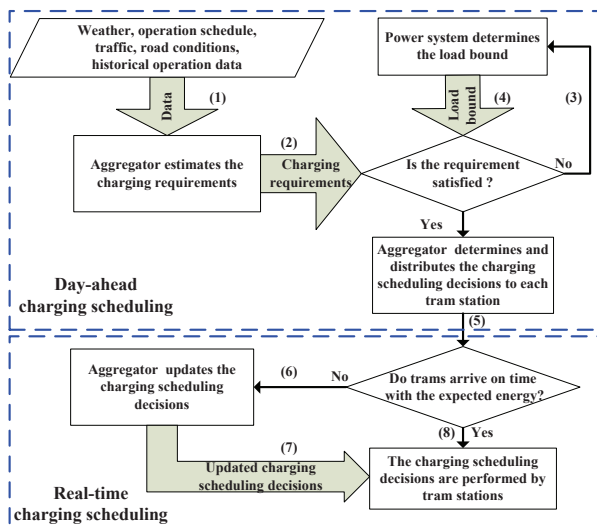 Weather, operation schedule,
traffic, road conditions,
historical operation data
Power system determines
the load bound
(1)
Data
(4)
Load
bound
(3)
(2)
Aggregator estimates the
charging requirements
Charging
requirements
Is the requirement
satisfied ?
No
Yes
Aggregator determines and
distributes the charging
scheduling decisions to each
tram station
Day-ahead
charging scheduling
(5)
Aggregator updates the
charging scheduling
decisions
(6)
No
Do trams arrive on time
with the expected energy?
(8)
Yes
(7)
Updated charging
scheduling decisions
The charging scheduling
decisions are performed by
tram stations
Real-time
charging scheduling